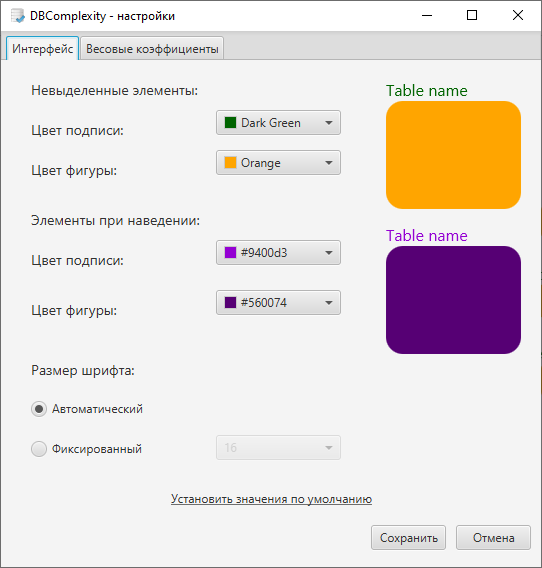 DBComplexity - настройки
Интерфейс
Весовые коэффициенты
Невыделенные элементы:
Table name
Цвет подписи:
Dark Green
Цвет фигуры:
Orange
Элементы при наведении:
Table name
Цвет подписи:
#9400d3
Цвет фигуры:
#560074
Размер шрифта:
Автоматический
Фиксированный
16
Установить значения по умолчанию
Сохранить
Отмена